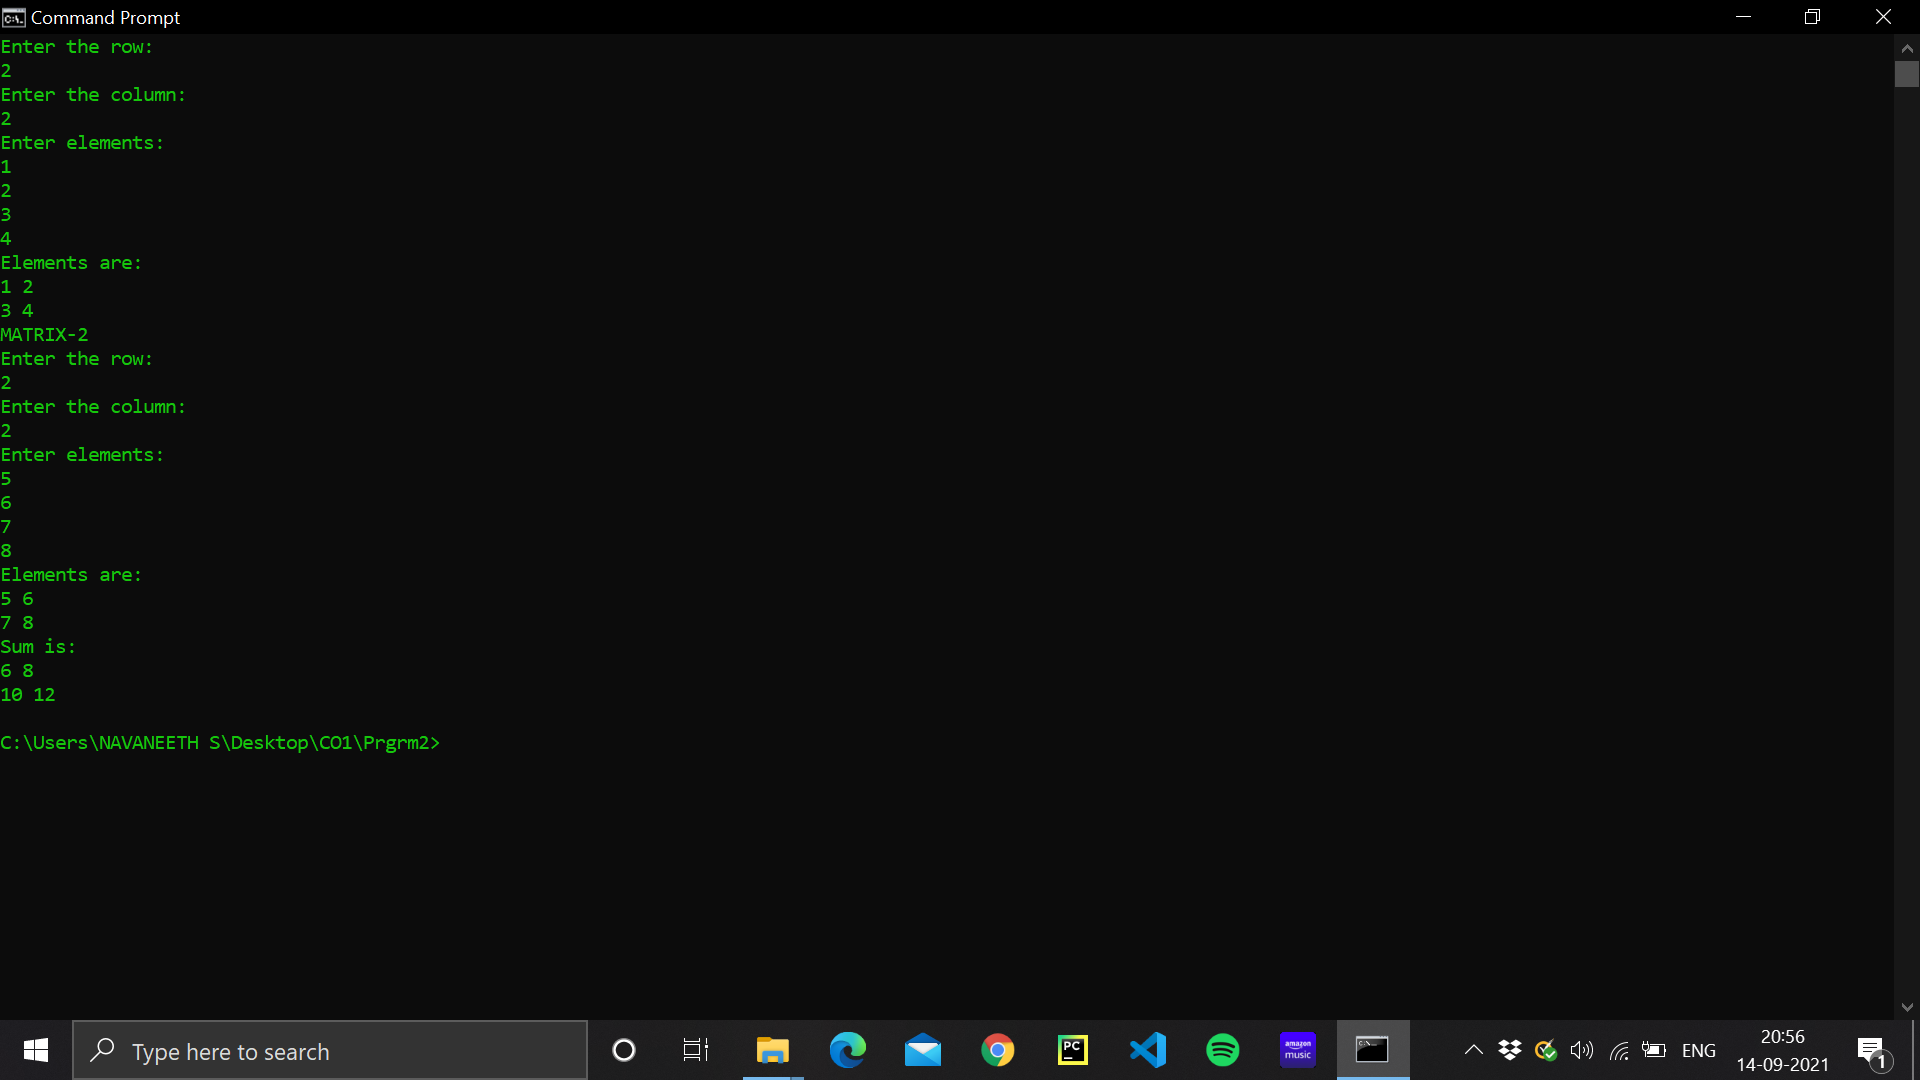 Command Prompt
Enter the row:
2
Enter the column:
2
Enter elements:
1
2
3
4
Elements are:
1 2
3 4
MATRIX-2
Enter the row:
2
Enter the column:
2
Enter elements:
5
6
7
8
Elements are:
5 6
7 8
Sum is:
6 8
10 12
C:\Users\NAVANEETH S\Desktop\CO1\Prgrm2>
Type here to search
PC
amazon
music
C:\.
ENG
20:56
14-09-2021
1